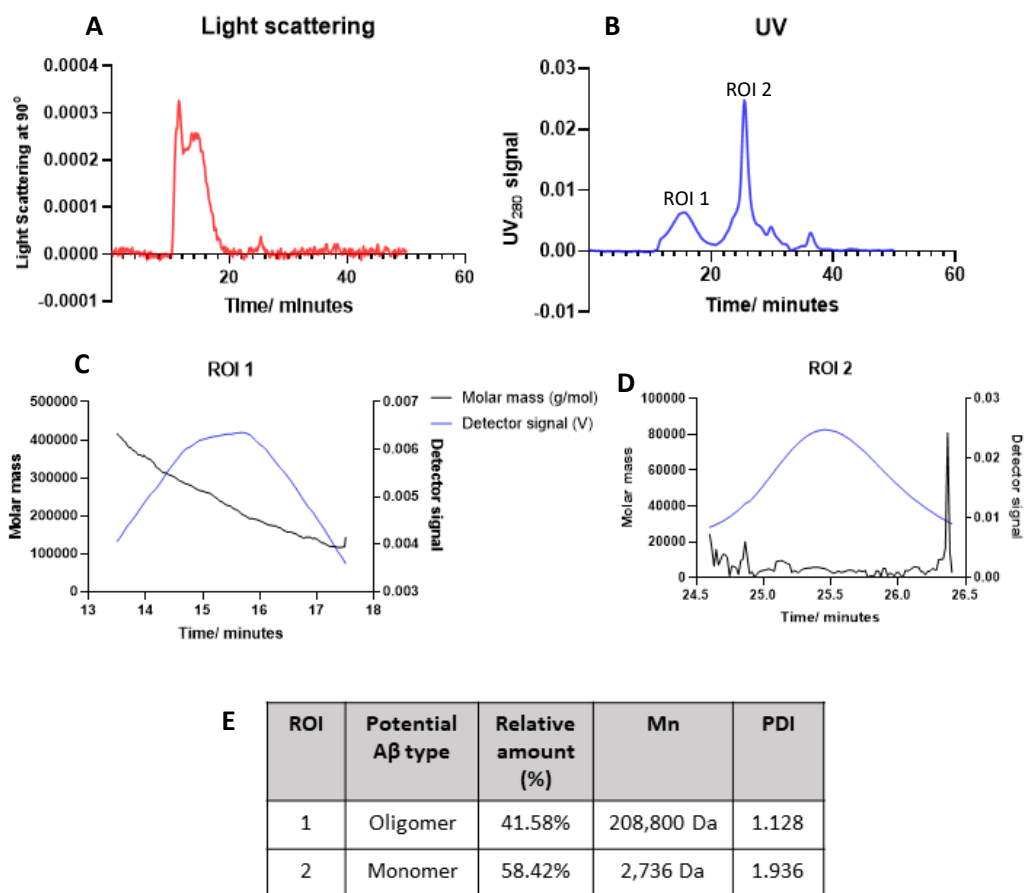 A
Light scattering
Light Scattering at 90°
0.0004
0.0003
0.0002
0.0001
0.0000
-0.0001
20
40
60
Time/ minutes
B
UV
UV280 signal
0.03
0.02
0.01
0.00
-0.01
ROI 1
ROI 2
20
40
60
Time/ minutes
C
ROI 1
Molar mass
500000
400000
300000
200000
100000
0
13
14
15
16
17
18
Time/ minutes
0.007
0.006
0.005
0.004
0.003
Detector signal
Molar mass (g/mol)
Detector signal (V)
D
ROI 2
Molar mass
100000
80000
60000
40000
20000
0
24.5
25.0
25.5
26.0
26.5
Time/ minutes
0.03
0.02
0.01
0.00
Detector signal
E
ROI
Potential
Aβ type
Relative
amount
(%)
Mn
PDI
1
Oligomer
41.58%
208,800 Da
1.128
2
Monomer
58.42%
2,736 Da
1.936